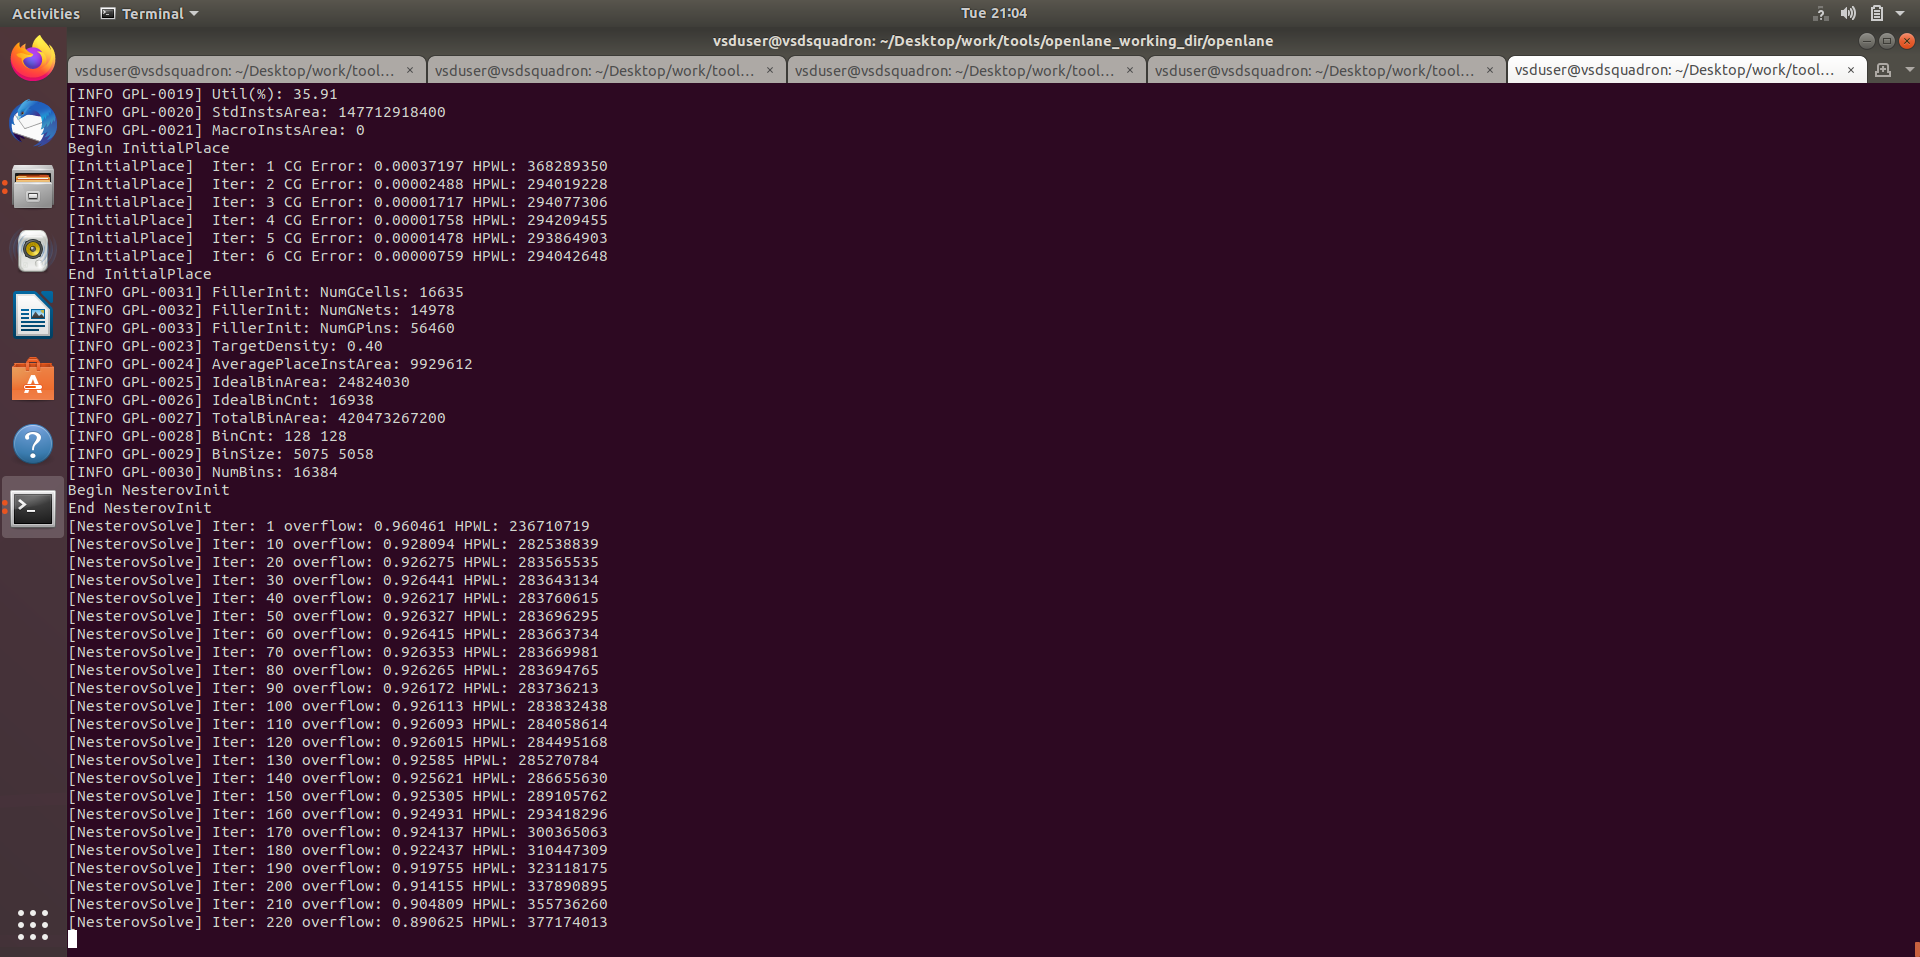 Activities Terminal Tue 21:04
vsduser@vsdsquadron: ~/Desktop/work/tools/openlane_working_dir/openlane
vsduser@vsdsquadron: ~/Desktop/work/tool... × vsduser@vsdsquadron: ~/Desktop/work/tool... × vsduser@vsdsquadron: ~/Desktop/work/tool... × vsduser@vsdsquadron: ~/Desktop/work/tool... × vsduser@vsdsquadron: ~/Desktop/work/tool... ×
[INFO GPL-0019] Util(%): 35.91
[INFO GPL-0020] StdInstsArea: 147712918400
[INFO GPL-0021] MacroInstsArea: 0
Begin InitialPlace
[InitialPlace]  Iter: 1 CG Error: 0.00037197 HPWL: 368289350
[InitialPlace]  Iter: 2 CG Error: 0.00002488 HPWL: 294019228
[InitialPlace]  Iter: 3 CG Error: 0.00001717 HPWL: 294077306
[InitialPlace]  Iter: 4 CG Error: 0.00001758 HPWL: 294209455
[InitialPlace]  Iter: 5 CG Error: 0.00001478 HPWL: 293864903
[InitialPlace]  Iter: 6 CG Error: 0.00000759 HPWL: 294042648
End InitialPlace
[INFO GPL-0031] FillerInit: NumGCells: 16635
[INFO GPL-0032] FillerInit: NumGNets: 14978
[INFO GPL-0033] FillerInit: NumGPins: 56460
[INFO GPL-0023] TargetDensity: 0.40
[INFO GPL-0024] AveragePlaceInstArea: 9929612
[INFO GPL-0025] IdealBinArea: 24824030
[INFO GPL-0026] IdealBinCnt: 16938
[INFO GPL-0027] TotalBinArea: 420473267200
[INFO GPL-0028] BinCnt: 128 128
[INFO GPL-0029] BinSize: 5075 5058
[INFO GPL-0030] NumBins: 16384
Begin NesterovInit
End NesterovInit
[NesterovSolve] Iter: 1 overflow: 0.960461 HPWL: 236710719
[NesterovSolve] Iter: 10 overflow: 0.928094 HPWL: 282538839
[NesterovSolve] Iter: 20 overflow: 0.926275 HPWL: 283565535
[NesterovSolve] Iter: 30 overflow: 0.926441 HPWL: 283643134
[NesterovSolve] Iter: 40 overflow: 0.926217 HPWL: 283760615
[NesterovSolve] Iter: 50 overflow: 0.926327 HPWL: 283696295
[NesterovSolve] Iter: 60 overflow: 0.926415 HPWL: 283663734
[NesterovSolve] Iter: 70 overflow: 0.926353 HPWL: 283669981
[NesterovSolve] Iter: 80 overflow: 0.926265 HPWL: 283694765
[NesterovSolve] Iter: 90 overflow: 0.926172 HPWL: 283736213
[NesterovSolve] Iter: 100 overflow: 0.926113 HPWL: 283832438
[NesterovSolve] Iter: 110 overflow: 0.926093 HPWL: 284058614
[NesterovSolve] Iter: 120 overflow: 0.926015 HPWL: 284495168
[NesterovSolve] Iter: 130 overflow: 0.92585 HPWL: 285270784
[NesterovSolve] Iter: 140 overflow: 0.925621 HPWL: 286655630
[NesterovSolve] Iter: 150 overflow: 0.925305 HPWL: 289105762
[NesterovSolve] Iter: 160 overflow: 0.924931 HPWL: 293418296
[NesterovSolve] Iter: 170 overflow: 0.924137 HPWL: 300365063
[NesterovSolve] Iter: 180 overflow: 0.922437 HPWL: 310447309
[NesterovSolve] Iter: 190 overflow: 0.919755 HPWL: 323118175
[NesterovSolve] Iter: 200 overflow: 0.914155 HPWL: 337890895
[NesterovSolve] Iter: 210 overflow: 0.904809 HPWL: 355736260
[NesterovSolve] Iter: 220 overflow: 0.890625 HPWL: 377174013